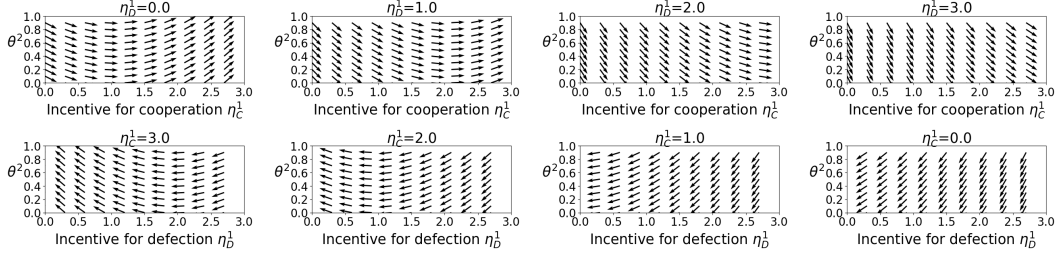 η_D^1=0.0 η_D^1=1.0 η_D^1=2.0 η_D^1=3.0
1.0 1.0 1.0 1.0
0.8 0.8 0.8 0.8
θ² 0.6 θ² 0.6 θ² 0.6 θ² 0.6
0.4 0.4 0.4 0.4
0.2 0.2 0.2 0.2
0.0 0.0 0.0 0.0
0.0 0.5 1.0 1.5 2.0 2.5 3.0 0.0 0.5 1.0 1.5 2.0 2.5 3.0 0.0 0.5 1.0 1.5 2.0 2.5 3.0 0.0 0.5 1.0 1.5 2.0 2.5 3.0
Incentive for cooperation η_C^1 Incentive for cooperation η_C^1 Incentive for cooperation η_C^1 Incentive for cooperation η_C^1
η_C^1=3.0 η_C^1=2.0 η_C^1=1.0 η_C^1=0.0
1.0 1.0 1.0 1.0
0.8 0.8 0.8 0.8
θ² 0.6 θ² 0.6 θ² 0.6 θ² 0.6
0.4 0.4 0.4 0.4
0.2 0.2 0.2 0.2
0.0 0.0 0.0 0.0
0.0 0.5 1.0 1.5 2.0 2.5 3.0 0.0 0.5 1.0 1.5 2.0 2.5 3.0 0.0 0.5 1.0 1.5 2.0 2.5 3.0 0.0 0.5 1.0 1.5 2.0 2.5 3.0
Incentive for defection η_D^1 Incentive for defection η_D^1 Incentive for defection η_D^1 Incentive for defection η_D^1